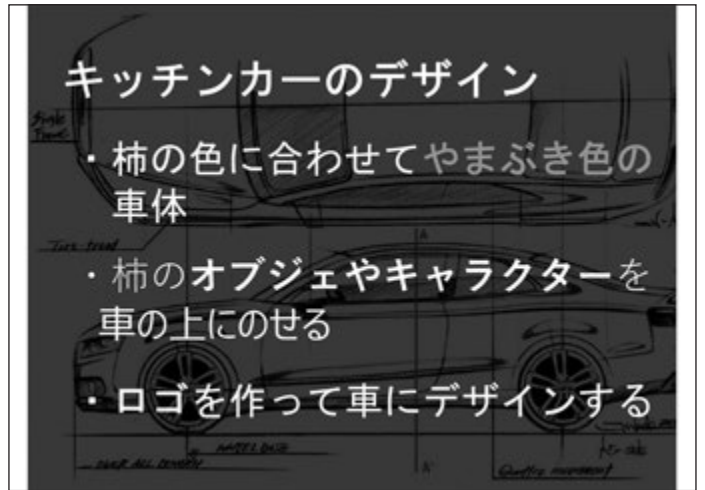 キッチンカーのデザイン
・柿の色に合わせてやまぶき色の
車体
・柿のオブジェやキャラクターを
車の上にのせる
・ロゴを作って車にデザインする
A
A'